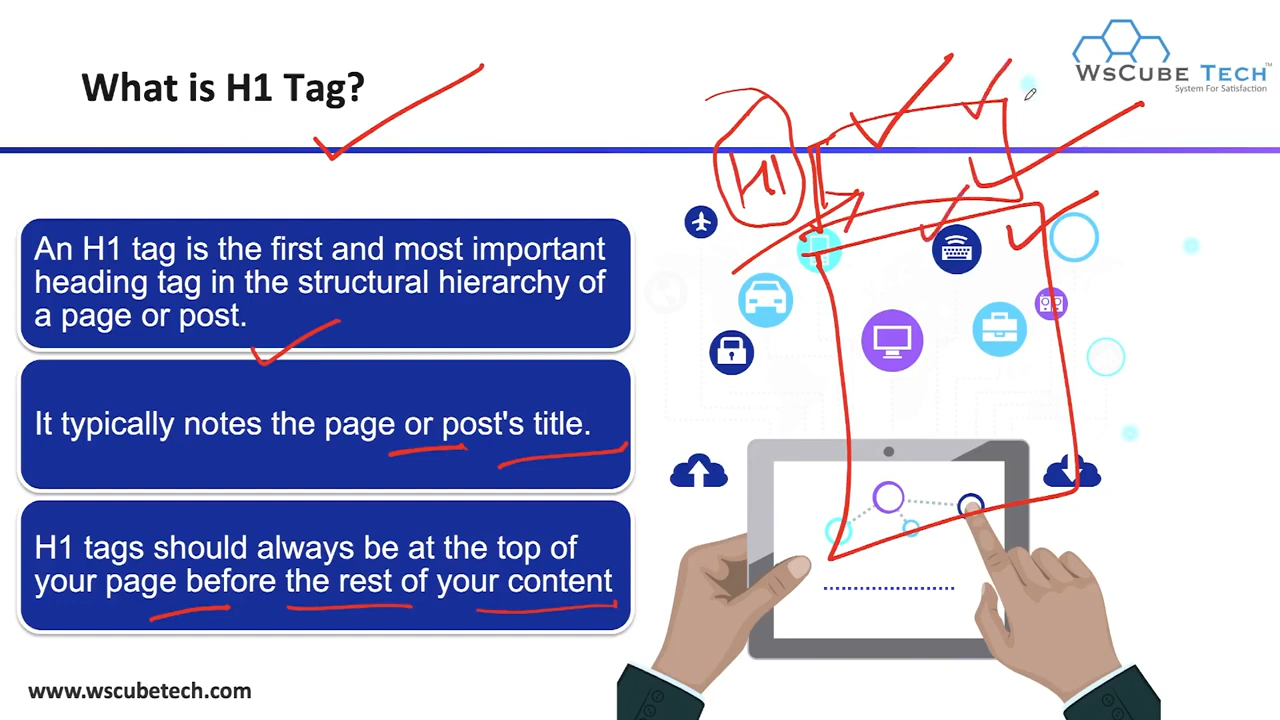 What is H1 Tag?
WsCube Tech™
System For Satisfaction
H1
An H1 tag is the first and most important
heading tag in the structural hierarchy of
a page or post.
It typically notes the page or post's title.
H1 tags should always be at the top of
your page before the rest of your content
www.wscubetech.com